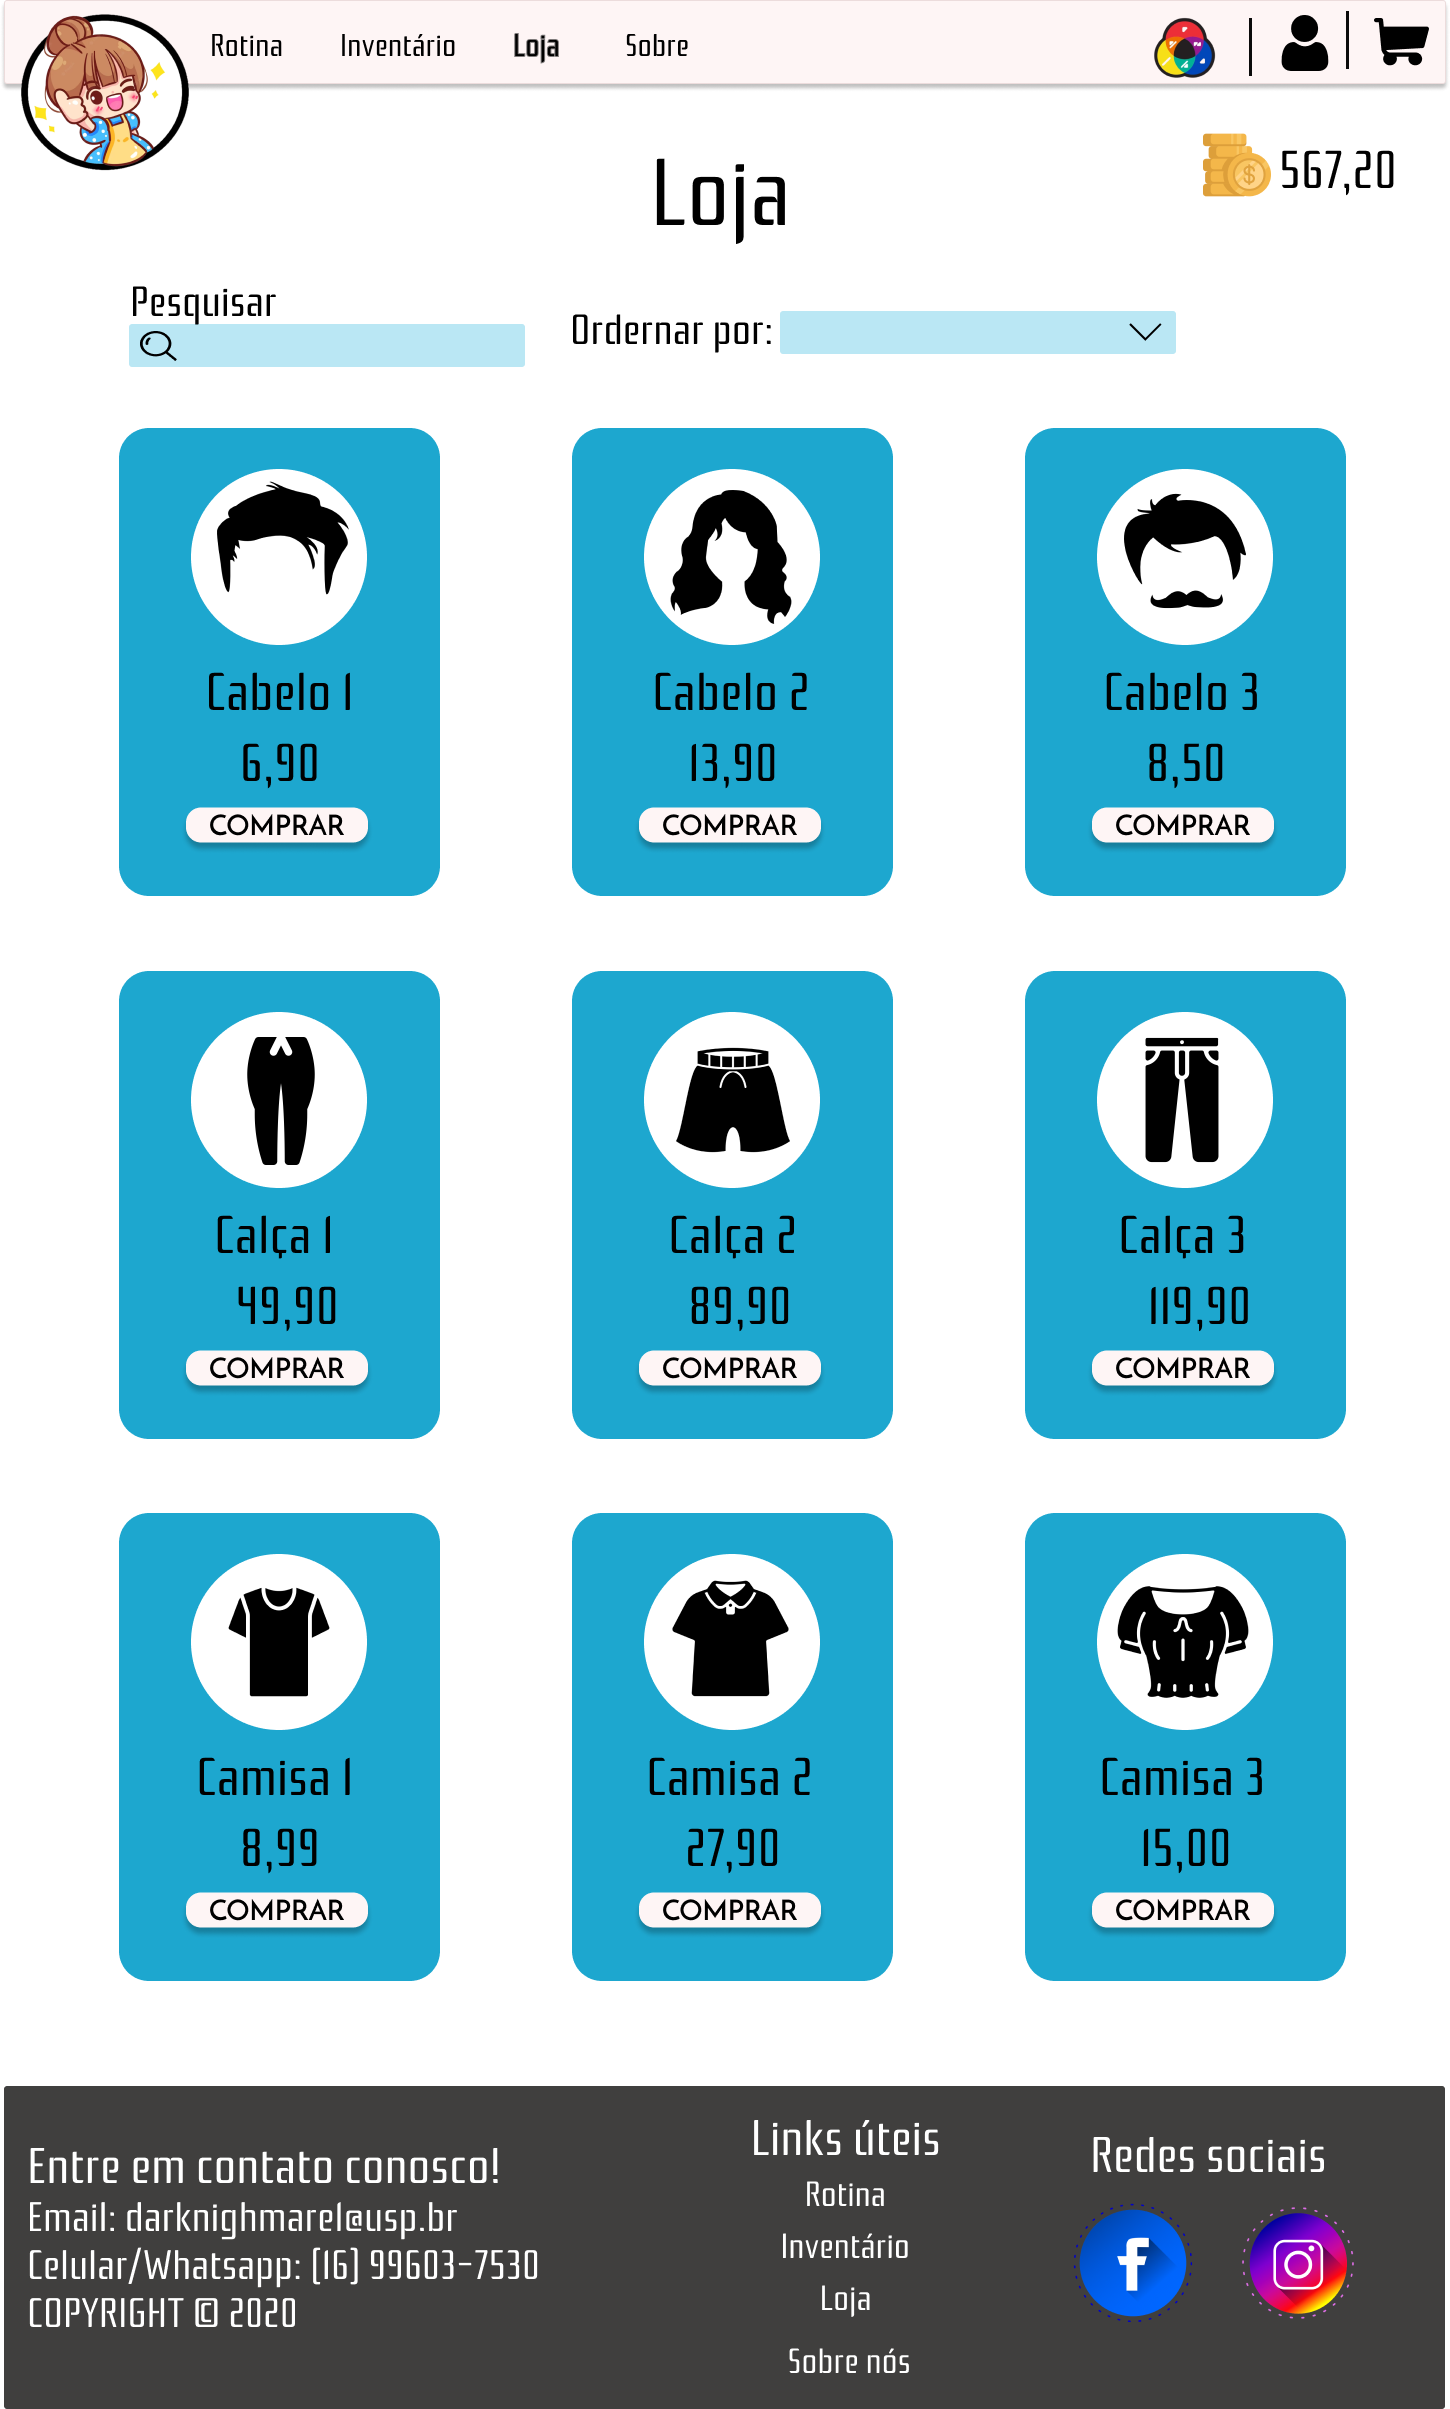 Rotina Inventário Loja Sobre
567,20
Loja
Pesquisar
Ordernar por:
Cabelo 1
6,90
COMPRAR
Cabelo 2
13,90
COMPRAR
Cabelo 3
8,50
COMPRAR
Calça 1
49,90
COMPRAR
Calça 2
89,90
COMPRAR
Calça 3
119,90
COMPRAR
Camisa 1
8,99
COMPRAR
Camisa 2
27,90
COMPRAR
Camisa 3
15,00
COMPRAR
Entre em contato conosco!
Email: darknighmare1@usp.br
Celular/Whatsapp: (16) 99603-7530
COPYRIGHT © 2020
Links úteis
Rotina
Inventário
Loja
Sobre nós
Redes sociais